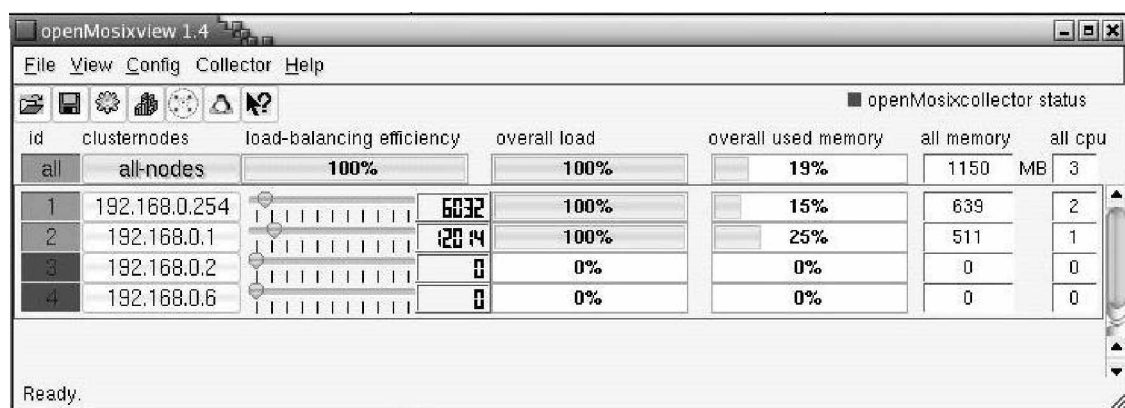 openMosixview 1.4
File View Config Collector Help
openMosixcollector status
id clusternodes load-balancing efficiency overall load overall used memory all memory all cpu
all all-nodes 100% 100% 19% 1150 MB 3
1 192.168.0.254 6032 100% 15% 639 2
2 192.168.0.1 12014 100% 25% 511 1
3 192.168.0.2 0 0% 0% 0 0
4 192.168.0.6 0 0% 0% 0 0
Ready.